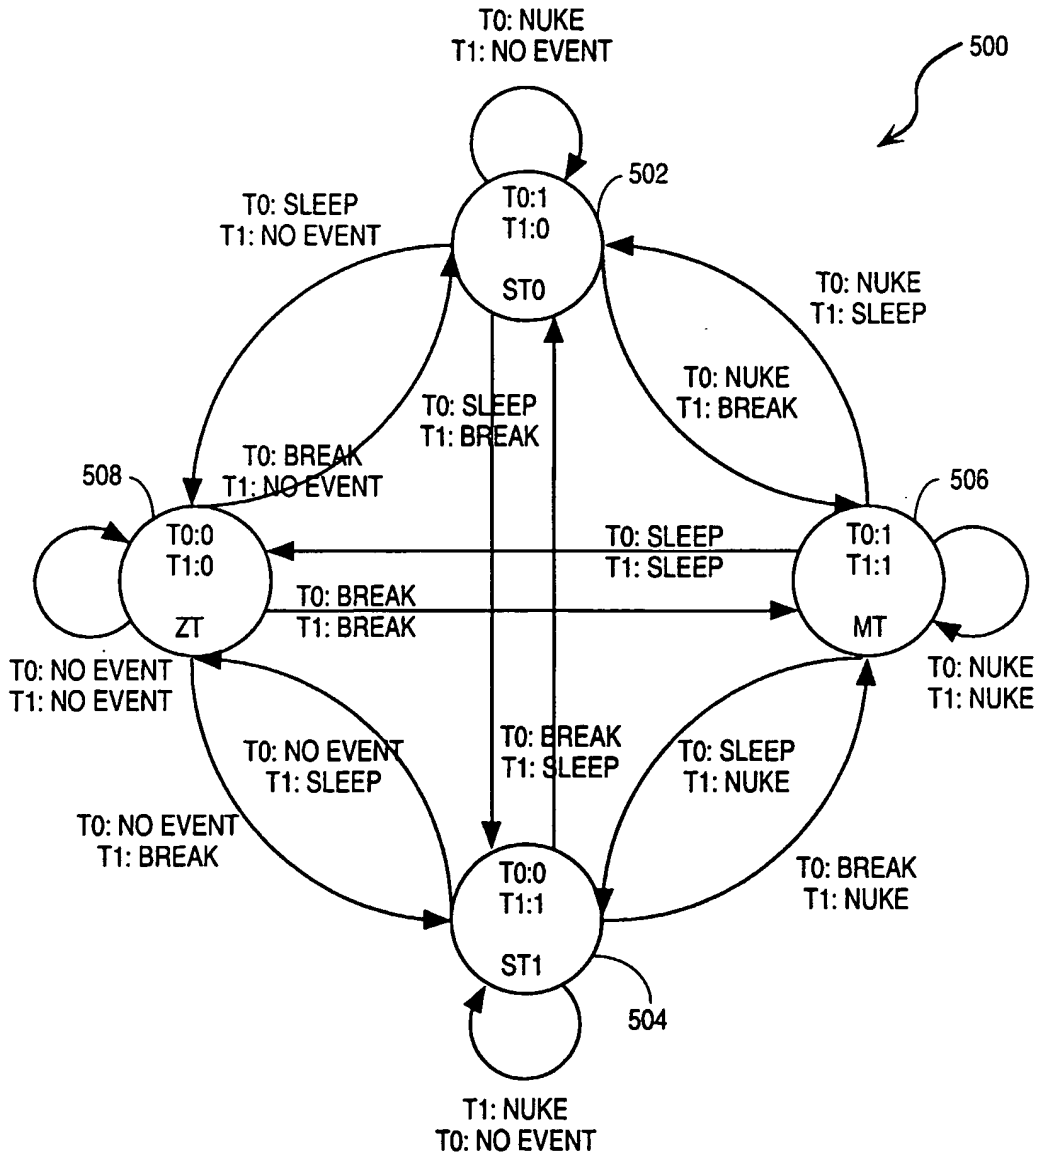 T0: NUKE
T1: NO EVENT
500
502
T0:1
T1:0
ST0
T0: SLEEP
T1: NO EVENT
T0: NUKE
T1: SLEEP
T0: NUKE
T1: BREAK
T0: SLEEP
T1: BREAK
T0: BREAK
T1: NO EVENT
508
506
T0:0
T1:0
ZT
T0: SLEEP
T1: SLEEP
T0:1
T1:1
MT
T0: BREAK
T1: BREAK
T0: NO EVENT
T1: NO EVENT
T0: NUKE
T1: NUKE
T0: NO EVENT
T1: SLEEP
T0: BREAK
T1: SLEEP
T0: SLEEP
T1: NUKE
T0: NO EVENT
T1: BREAK
T0: BREAK
T1: NUKE
T0:0
T1:1
ST1
504
T1: NUKE
T0: NO EVENT